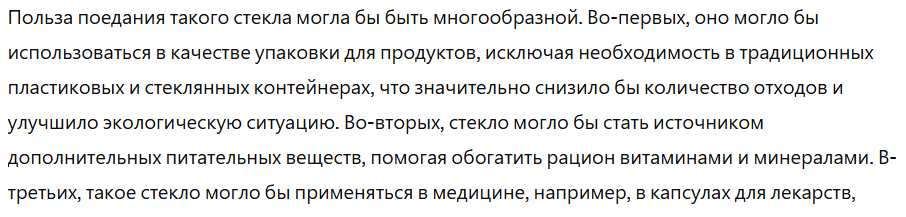 Польза поедания такого стекла могла бы быть многообразной. Во-первых, оно могло бы
использоваться в качестве упаковки для продуктов, исключая необходимость в традиционных
пластиковых и стеклянных контейнерах, что значительно снизило бы количество отходов и
улучшило экологическую ситуацию. Во-вторых, стекло могло бы стать источником
дополнительных питательных веществ, помогая обогатить рацион витаминами и минералами. В-
третьих, такое стекло могло бы применяться в медицине, например, в капсулах для лекарств,